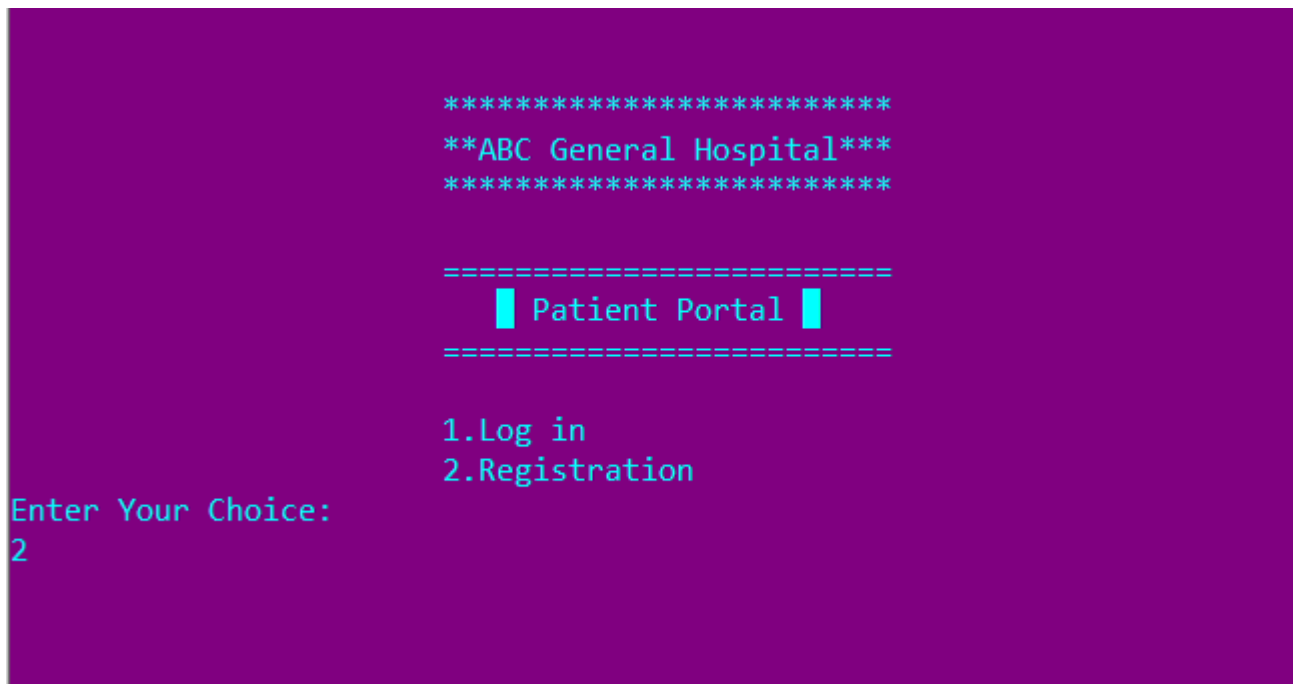 *************************
**ABC General Hospital***
*************************
=========================
█ Patient Portal █
=========================
1.Log in
2.Registration
Enter Your Choice:
2